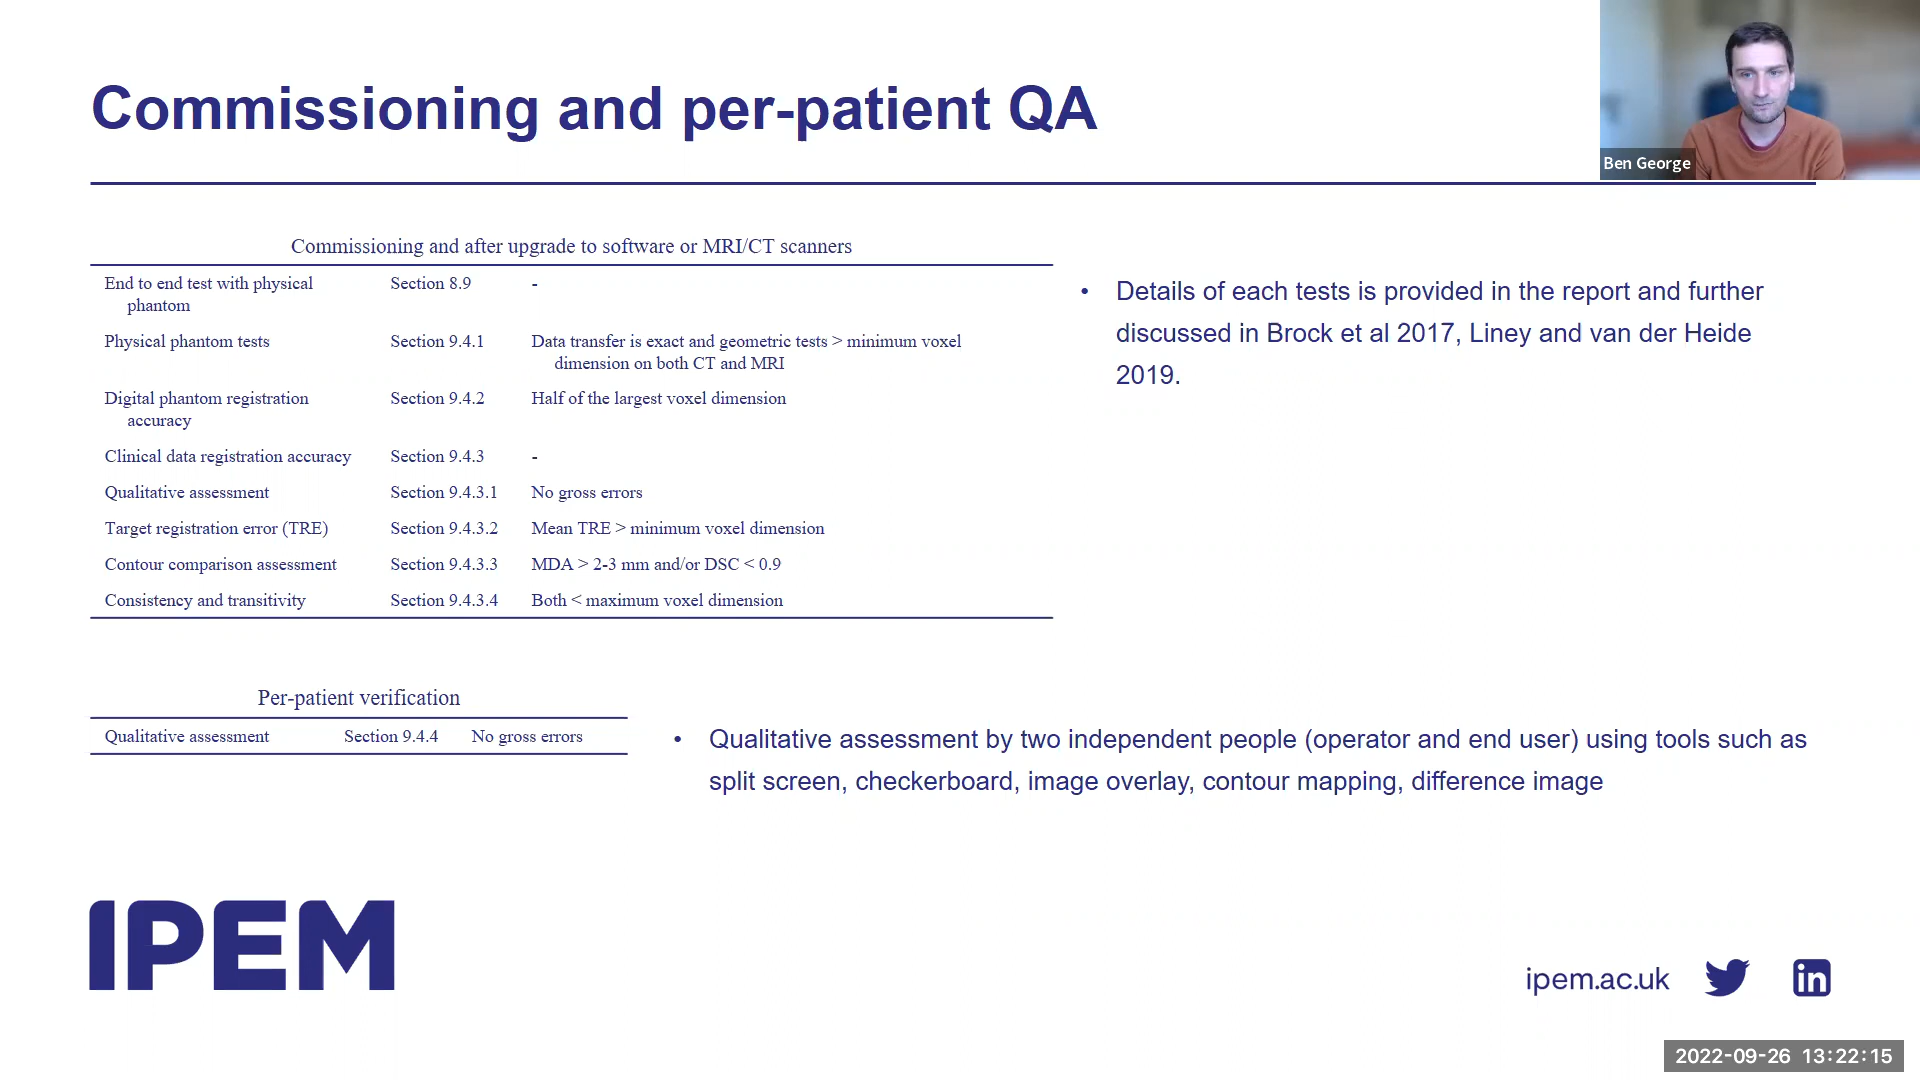 Commissioning and per-patient QA
Ben George
Commissioning and after upgrade to software or MRI/CT scanners
End to end test with physical phantom Section 8.9 -
Physical phantom tests Section 9.4.1 Data transfer is exact and geometric tests > minimum voxel dimension on both CT and MRI
Digital phantom registration accuracy Section 9.4.2 Half of the largest voxel dimension
Clinical data registration accuracy Section 9.4.3 -
Qualitative assessment Section 9.4.3.1 No gross errors
Target registration error (TRE) Section 9.4.3.2 Mean TRE > minimum voxel dimension
Contour comparison assessment Section 9.4.3.3 MDA > 2-3 mm and/or DSC < 0.9
Consistency and transitivity Section 9.4.3.4 Both < maximum voxel dimension
• Details of each tests is provided in the report and further
discussed in Brock et al 2017, Liney and van der Heide
2019.
Per-patient verification
Qualitative assessment Section 9.4.4 No gross errors
• Qualitative assessment by two independent people (operator and end user) using tools such as
split screen, checkerboard, image overlay, contour mapping, difference image
IPEM
ipem.ac.uk
in
2022-09-26 13:22:15